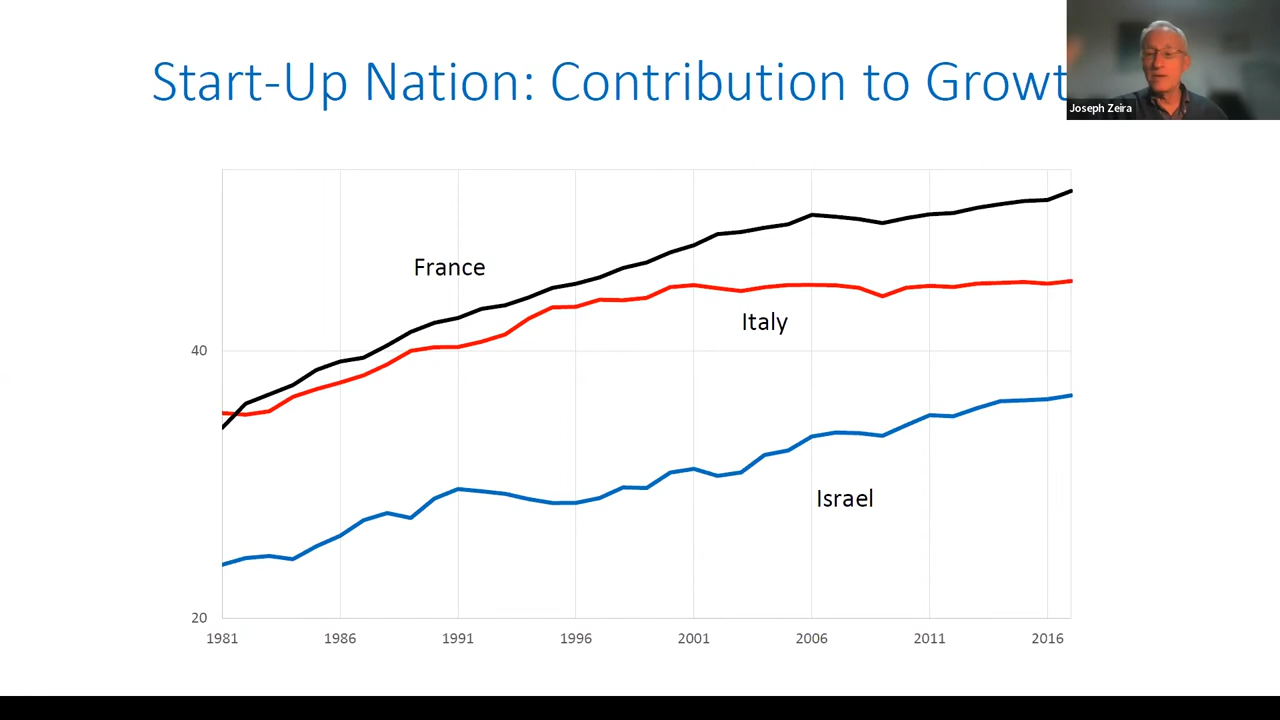 Start-Up Nation: Contribution to Growt
Joseph Zeira
France
Italy
40
Israel
20
1981 1986 1991 1996 2001 2006 2011 2016